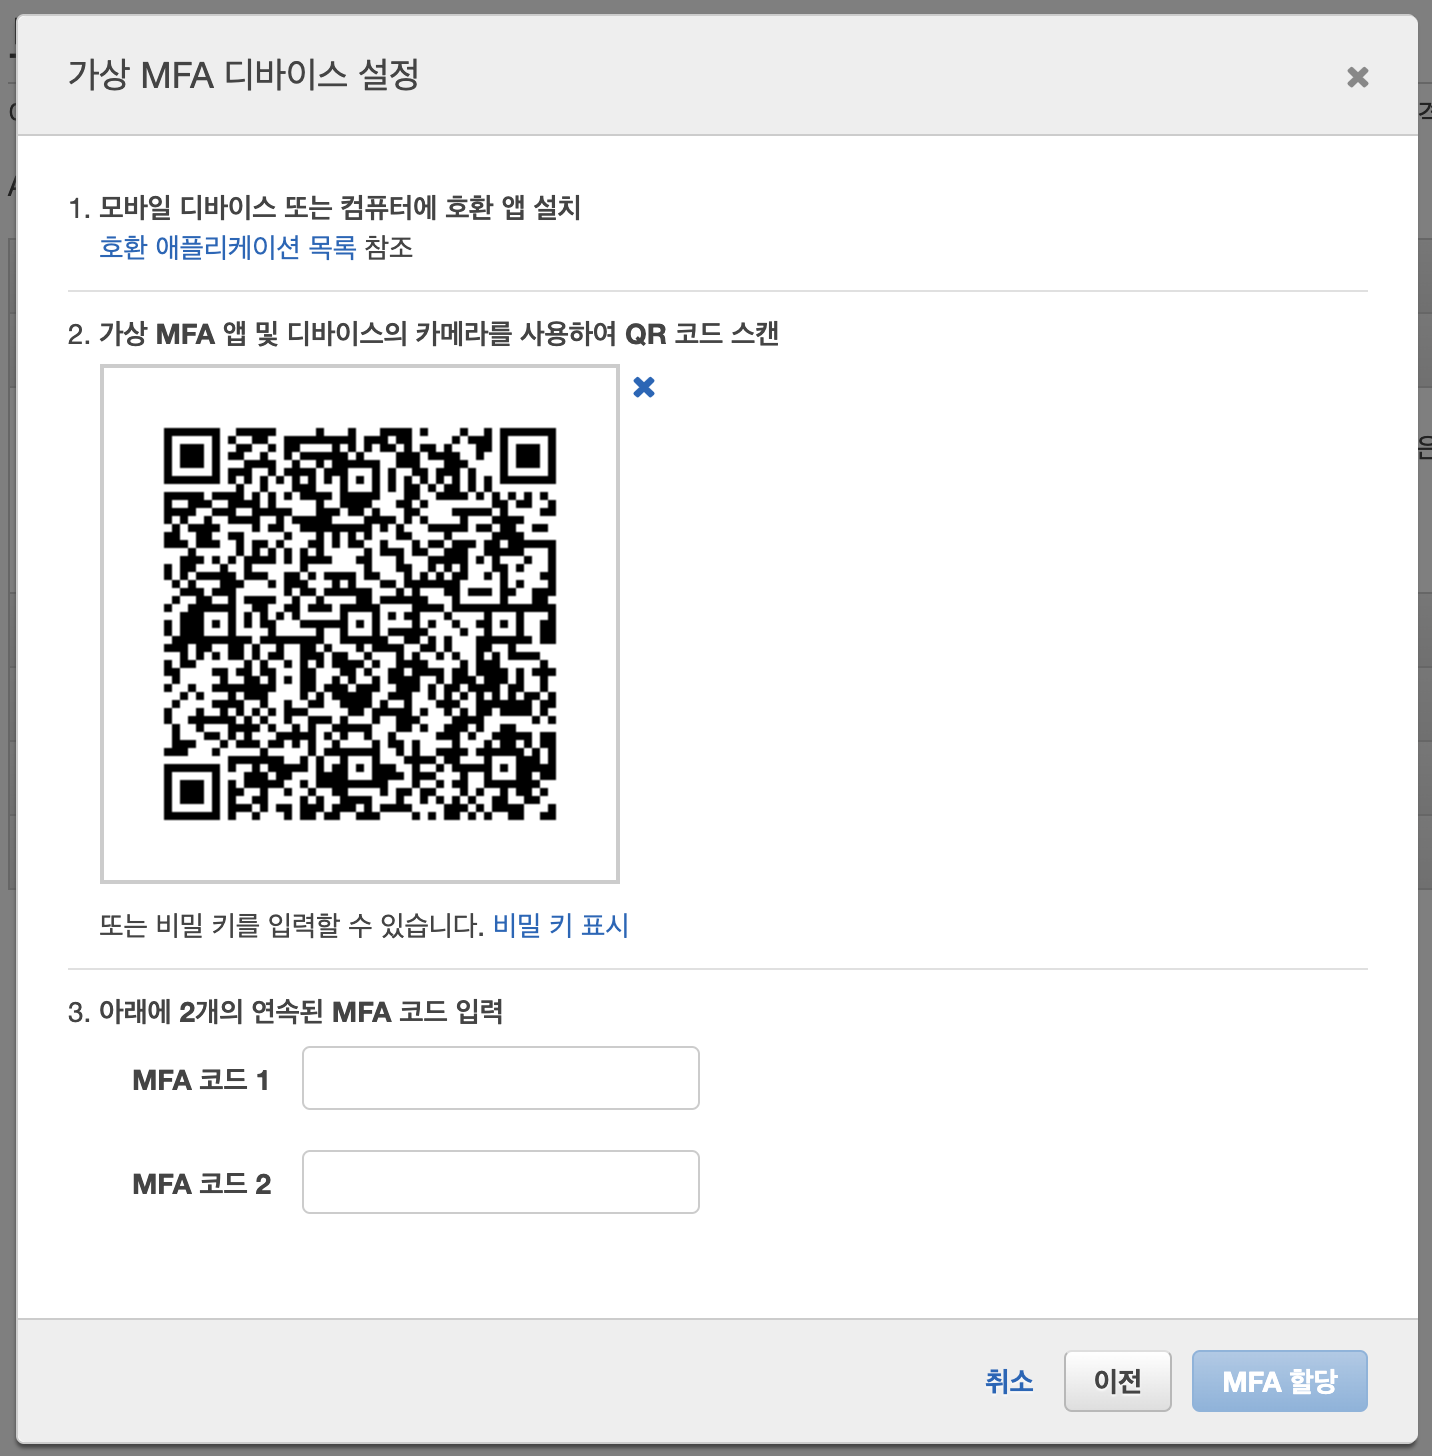 가상 MFA 디바이스 설정
1. 모바일 디바이스 또는 컴퓨터에 호환 앱 설치
호환 애플리케이션 목록 참조
2. 가상 MFA 앱 및 디바이스의 카메라를 사용하여 QR 코드 스캔
또는 비밀 키를 입력할 수 있습니다. 비밀 키 표시
3. 아래에 2개의 연속된 MFA 코드 입력
MFA 코드 1
MFA 코드 2
취소 이전 MFA 할당